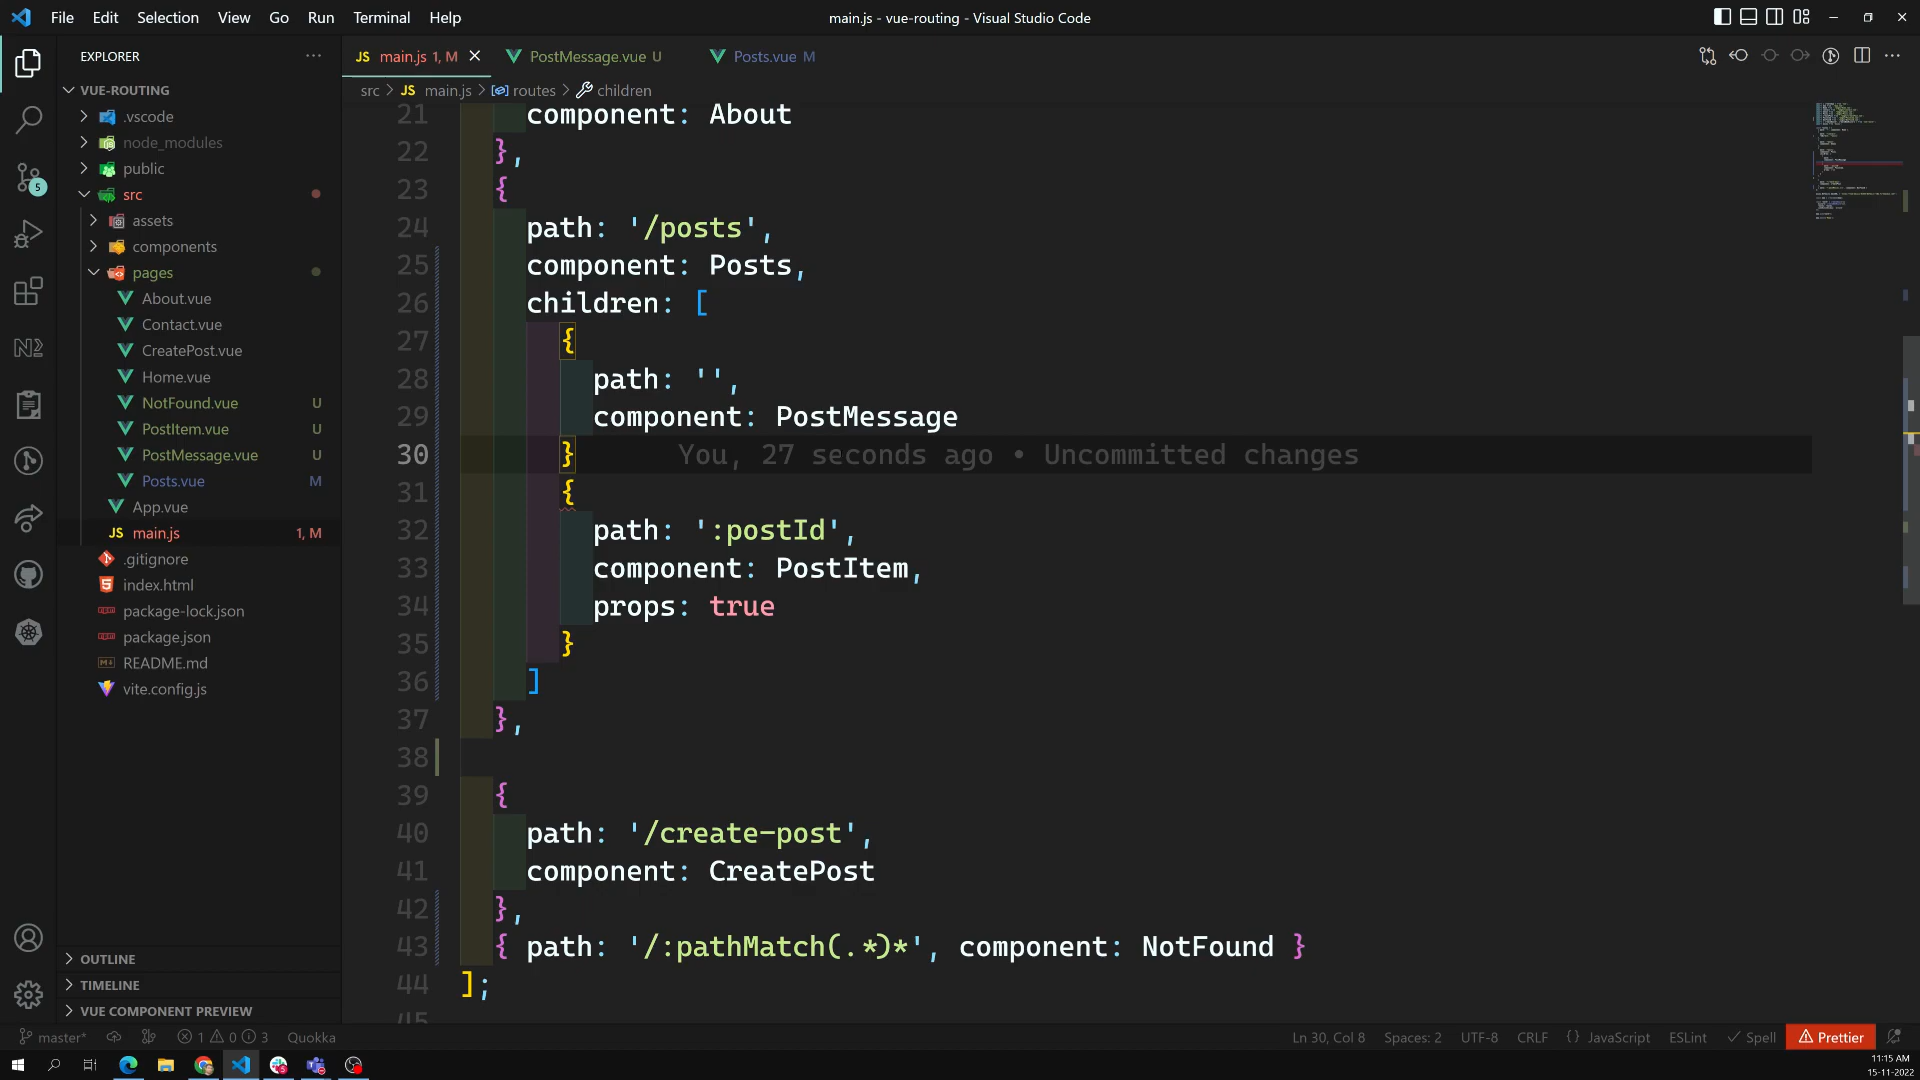 File Edit Selection View Go Run Terminal Help
main.js - vue-routing - Visual Studio Code
EXPLORER
VUE-ROUTING
.vscode
node_modules
public
src
assets
components
pages
About.vue
Contact.vue
CreatePost.vue
Home.vue
NotFound.vue U
PostItem.vue U
PostMessage.vue U
Posts.vue M
App.vue
JS main.js 1, M
.gitignore
index.html
package-lock.json
package.json
README.md
vite.config.js
OUTLINE
TIMELINE
VUE COMPONENT PREVIEW
5
JS main.js 1, M
PostMessage.vue U
Posts.vue M
src > JS main.js > routes > children
21 component: About
22 },
23 {
24 path: '/posts',
25 component: Posts,
26 children: [
27 {
28 path: '',
29 component: PostMessage
30 } You, 27 seconds ago • Uncommitted changes
31 {
32 path: ':postId',
33 component: PostItem,
34 props: true
35 }
36 ]
37 },
38
39 {
40 path: '/create-post',
41 component: CreatePost
42 },
43 { path: '/:pathMatch(.*)*', component: NotFound }
44 ];
45
master* 1 0 3 Quokka
Ln 30, Col 8 Spaces: 2 UTF-8 CRLF {} JavaScript ESLint Spell Prettier
11:15 AM
15-11-2022